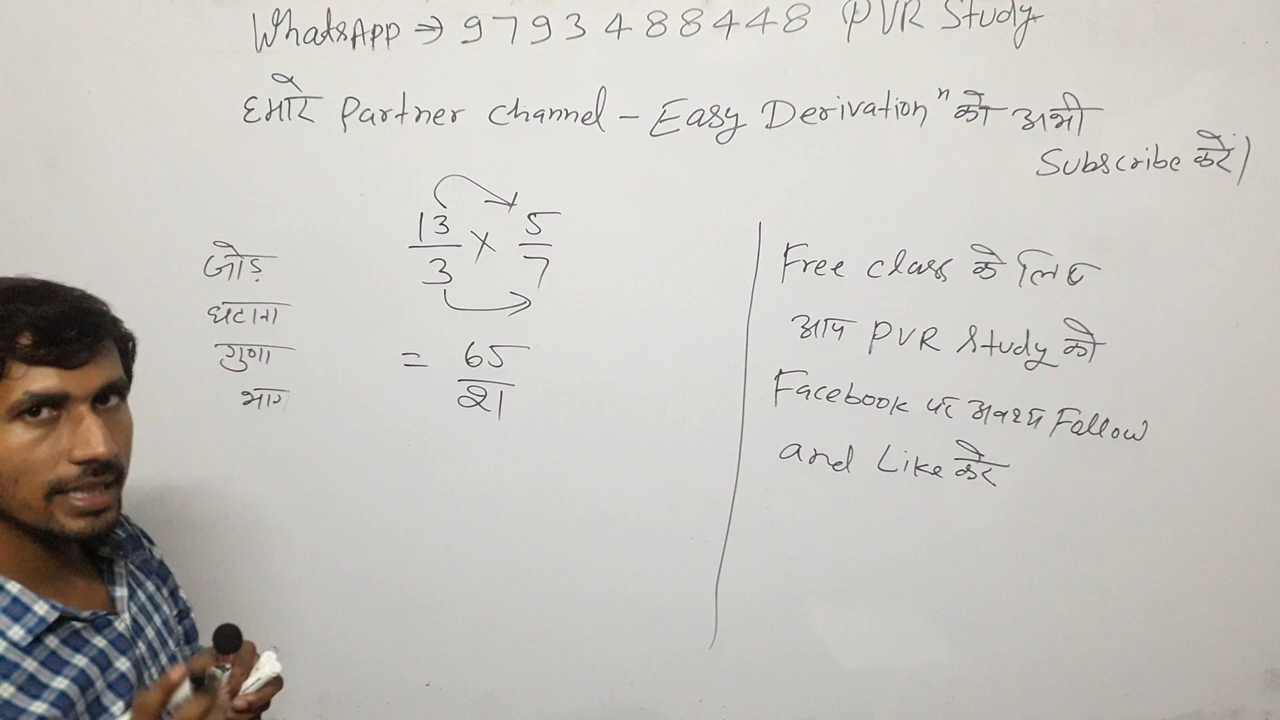 WhatsApp ⇒ 9793488448 PVR Study
हमारे Partner channel – Easy Derivationⁿ को अभी
Subscribe करें।
जोड़
घटाना
गुणा
भाग
13/3 × 5/7
= 65/21
Free class के लिए
आप PVR Study को
Facebook पर अवश्य Follow
and Like करें